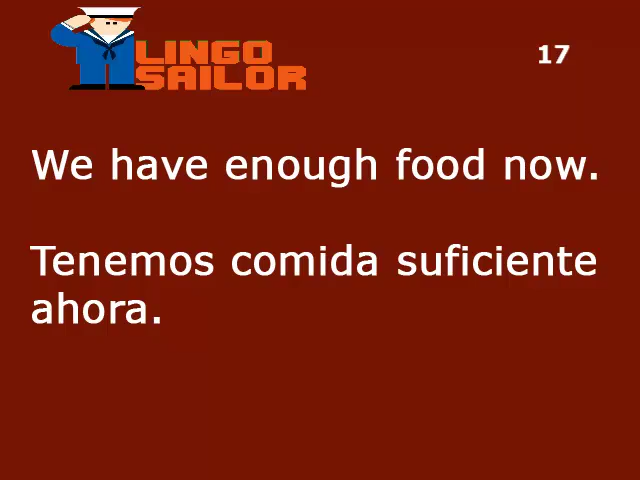 LINGO
SAILOR
17
We have enough food now.
Tenemos comida suficiente
ahora.